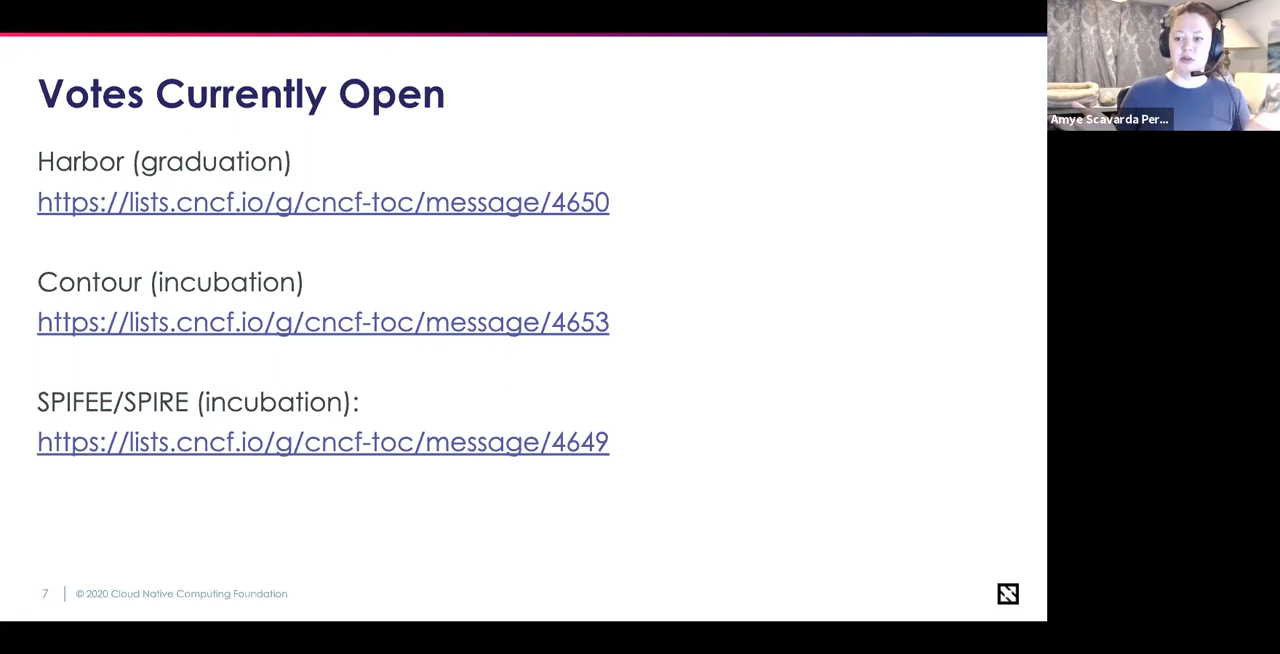 Votes Currently Open
Harbor (graduation)
https://lists.cncf.io/g/cncf-toc/message/4650
Contour (incubation)
https://lists.cncf.io/g/cncf-toc/message/4653
SPIFEE/SPIRE (incubation):
https://lists.cncf.io/g/cncf-toc/message/4649
7
© 2020 Cloud Native Computing Foundation
Amye Scavarda Per...